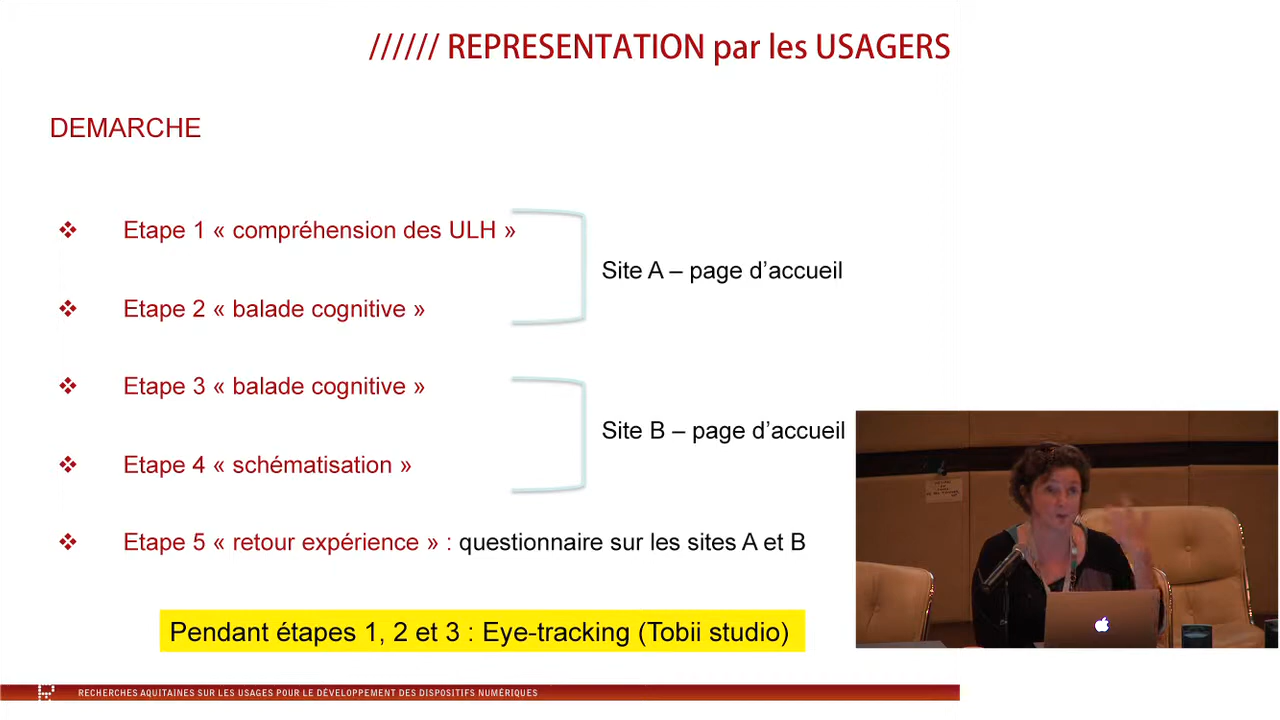 ////// REPRESENTATION par les USAGERS
DEMARCHE
❖ Etape 1 « compréhension des ULH »
Site A – page d’accueil
❖ Etape 2 « balade cognitive »
❖ Etape 3 « balade cognitive »
Site B – page d’accueil
❖ Etape 4 « schématisation »
❖ Etape 5 « retour expérience » : questionnaire sur les sites A et B
Pendant étapes 1, 2 et 3 : Eye-tracking (Tobii studio)
RECHERCHES AQUITAINES SUR LES USAGES POUR LE DÉVELOPPEMENT DES DISPOSITIFS NUMÉRIQUES